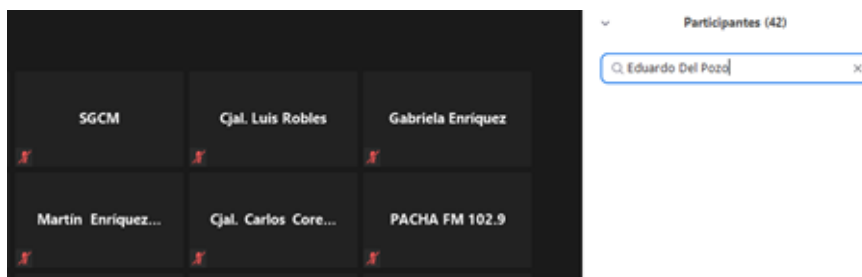 Participantes (42)
Eduardo Del Pozo
SGCM
Cjal. Luis Robles
Gabriela Enríquez
Martín Enríquez...
Cjal. Carlos Core...
PACHA FM 102.9